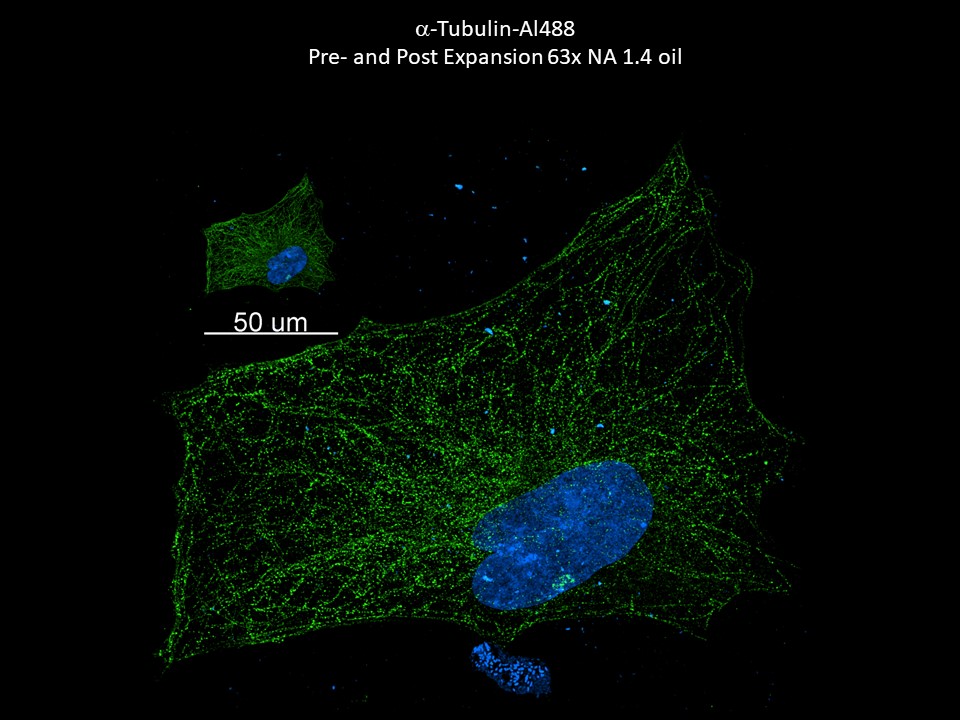 α-Tubulin-Al488
Pre- and Post Expansion 63x NA 1.4 oil
50 um